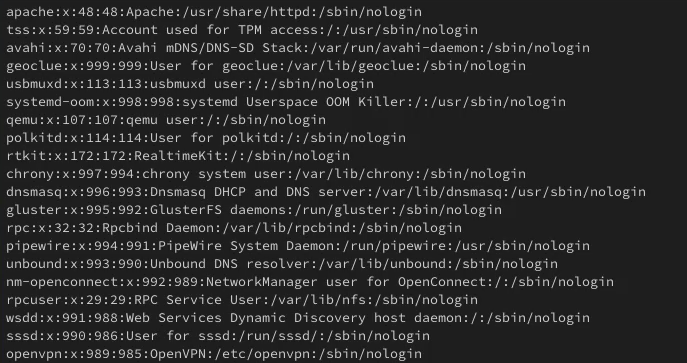 apache:x:48:48:Apache:/usr/share/httpd:/sbin/nologin
tss:x:59:59:Account used for TPM access:/:/usr/sbin/nologin
avahi:x:70:70:Avahi mDNS/DNS-SD Stack:/var/run/avahi-daemon:/sbin/nologin
geoclue:x:999:999:User for geoclue:/var/lib/geoclue:/sbin/nologin
usbmuxd:x:113:113:usbmuxd user:/:/sbin/nologin
systemd-oom:x:998:998:systemd Userspace OOM Killer:/:/usr/sbin/nologin
qemu:x:107:107:qemu user:/:/sbin/nologin
polkitd:x:114:114:User for polkitd:/:/sbin/nologin
rtkit:x:172:172:RealtimeKit:/:/sbin/nologin
chrony:x:997:994:chrony system user:/var/lib/chrony:/sbin/nologin
dnsmasq:x:996:993:Dnsmasq DHCP and DNS server:/var/lib/dnsmasq:/usr/sbin/nologin
gluster:x:995:992:GlusterFS daemons:/run/gluster:/sbin/nologin
rpc:x:32:32:Rpcbind Daemon:/var/lib/rpcbind:/sbin/nologin
pipewire:x:994:991:PipeWire System Daemon:/run/pipewire:/usr/sbin/nologin
unbound:x:993:990:Unbound DNS resolver:/var/lib/unbound:/sbin/nologin
nm-openconnect:x:992:989:NetworkManager user for OpenConnect:/:/sbin/nologin
rpcuser:x:29:29:RPC Service User:/var/lib/nfs:/sbin/nologin
wsdd:x:991:988:Web Services Dynamic Discovery host daemon:/:/sbin/nologin
sssd:x:990:986:User for sssd:/run/sssd/:/sbin/nologin
openvpn:x:989:985:OpenVPN:/etc/openvpn:/sbin/nologin